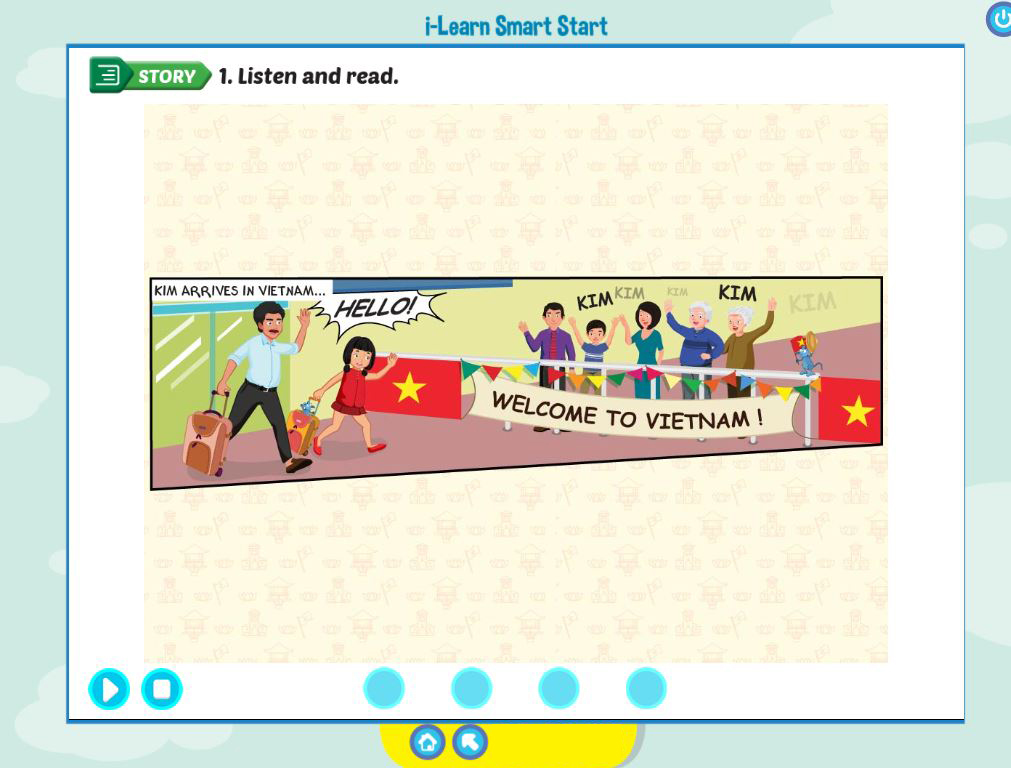 i-Learn Smart Start
STORY 1. Listen and read.
KIM ARRIVES IN VIETNAM...
HELLO!
KIM KIM KIM KIM KIM
WELCOME TO VIETNAM !